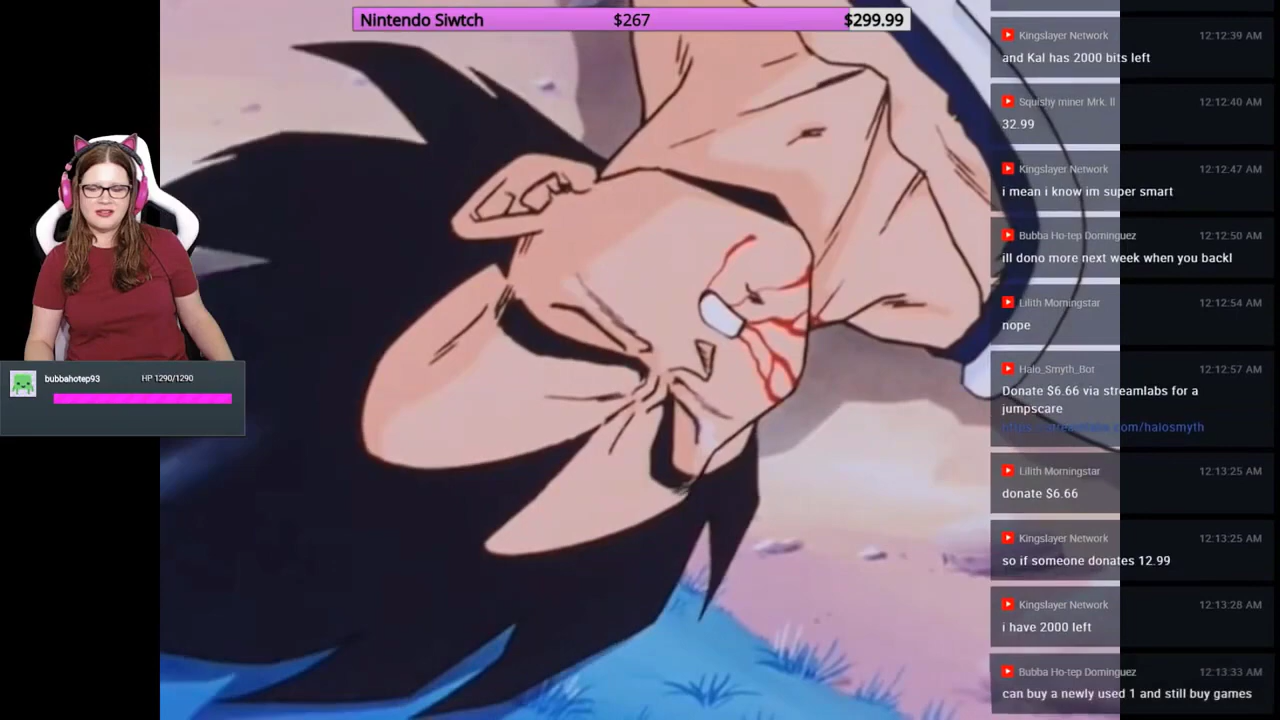 Nintendo Siwtch $267 $299.99
bubbahotep93 HP 1290/1290
Kingslayer Network 12:12:39 AM
and Kal has 2000 bits left
Squishy miner Mrk. ll 12:12:40 AM
32.99
Kingslayer Network 12:12:47 AM
i mean i know im super smart
Bubba Ho-tep Dominguez 12:12:50 AM
ill dono more next week when you backl
Lilith Morningstar 12:12:54 AM
nope
Halo_Smyth_Bot 12:12:57 AM
Donate $6.66 via streamlabs for a
jumpscare
https://streamlabs.com/halosmyth
Lilith Morningstar 12:13:25 AM
donate $6.66
Kingslayer Network 12:13:25 AM
so if someone donates 12.99
Kingslayer Network 12:13:28 AM
i have 2000 left
Bubba Ho-tep Dominguez 12:13:33 AM
can buy a newly used 1 and still buy games